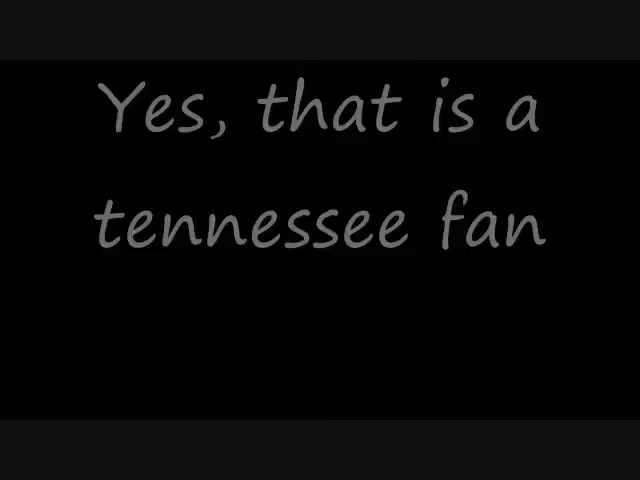 Yes, that is a
tennessee fan